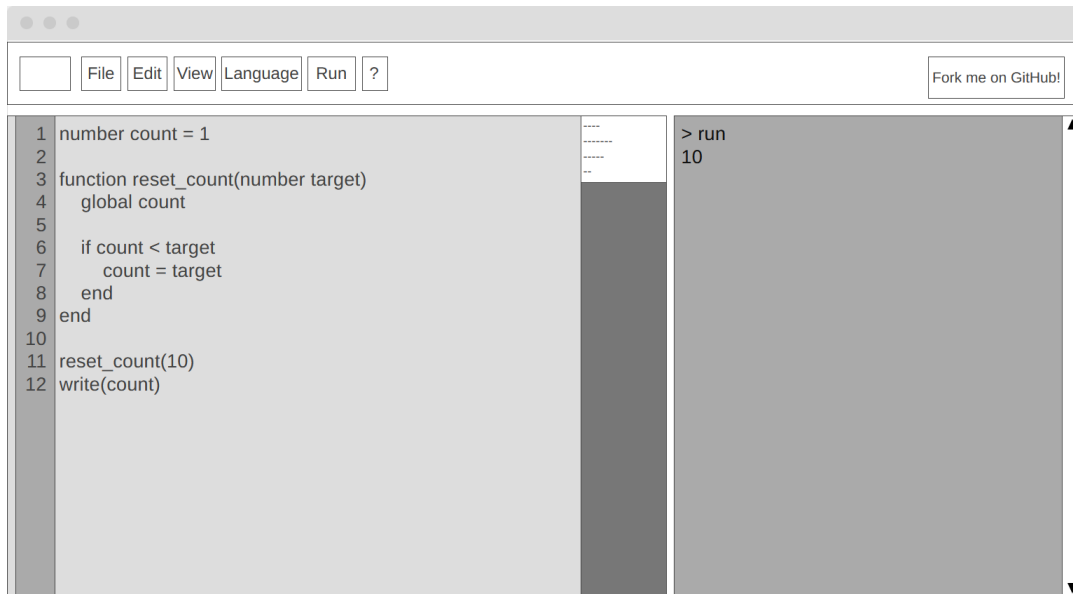 File Edit View Language Run ?
Fork me on GitHub!
1 number count = 1
2
3 function reset_count(number target)
4 global count
5
6 if count < target
7 count = target
8 end
9 end
10
11 reset_count(10)
12 write(count)
----
-------
-----
--
> run
10